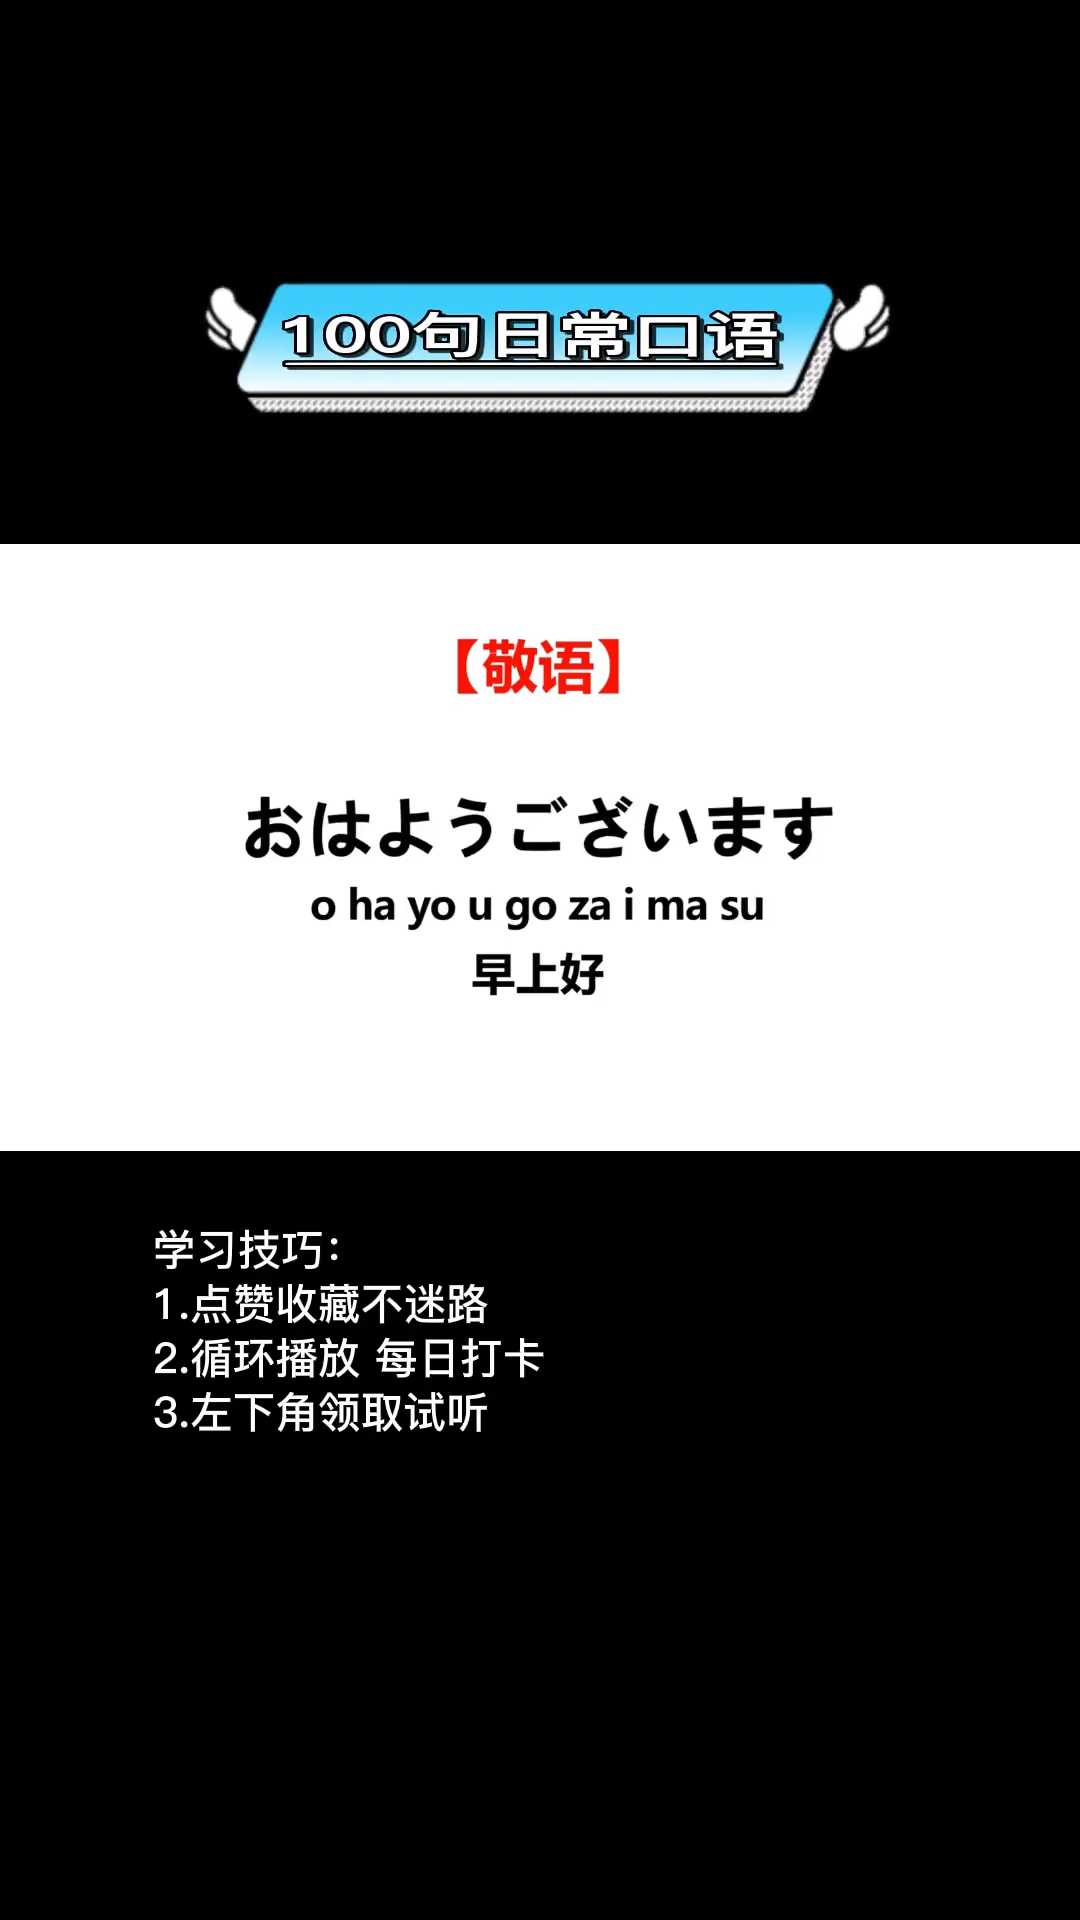 100句日常口语
【敬语】
おはようございます
o ha yo u go za i ma su
早上好
学习技巧：
1.点赞收藏不迷路
2.循环播放 每日打卡
3.左下角领取试听